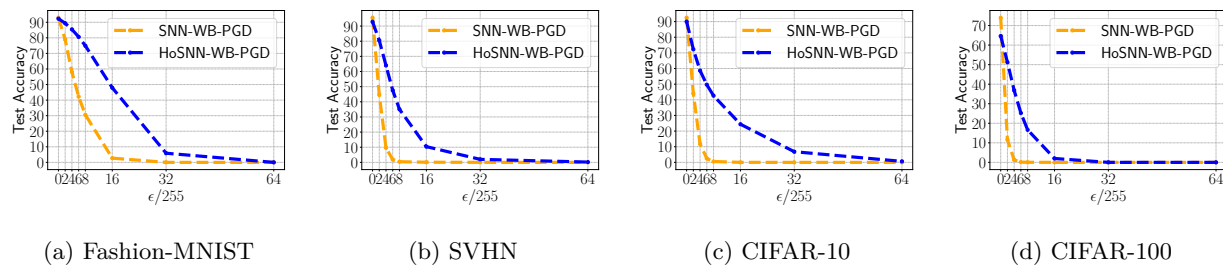 90
80
70
60
50
40
30
20
10
0
Test Accuracy
SNN-WB-PGD
HoSNN-WB-PGD
0 2 4 6 8 16 32 64
ϵ/255
(a) Fashion-MNIST
90
80
70
60
50
40
30
20
10
0
Test Accuracy
SNN-WB-PGD
HoSNN-WB-PGD
0 2 4 6 8 16 32 64
ϵ/255
(b) SVHN
90
80
70
60
50
40
30
20
10
0
Test Accuracy
SNN-WB-PGD
HoSNN-WB-PGD
0 2 4 6 8 16 32 64
ϵ/255
(c) CIFAR-10
70
60
50
40
30
20
10
0
Test Accuracy
SNN-WB-PGD
HoSNN-WB-PGD
0 2 4 6 8 16 32 64
ϵ/255
(d) CIFAR-100